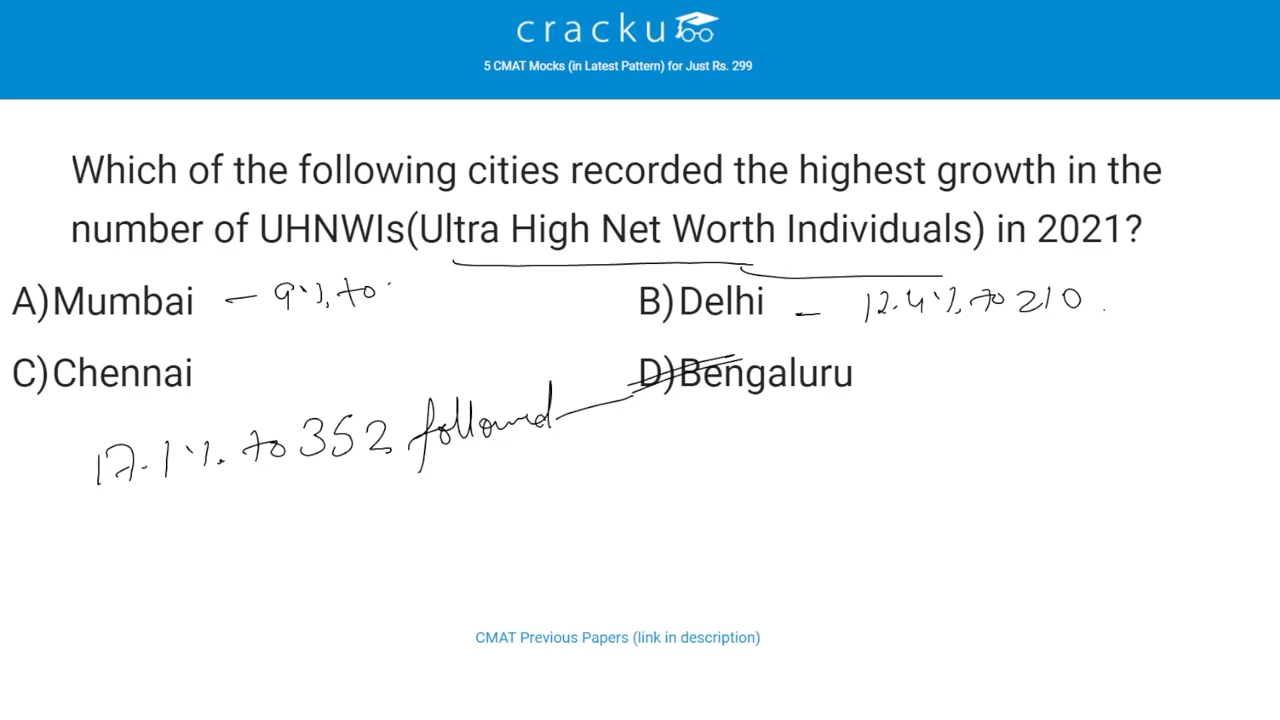 cracku
5 CMAT Mocks (in Latest Pattern) for Just Rs. 299
Which of the following cities recorded the highest growth in the
number of UHNWIs(Ultra High Net Worth Individuals) in 2021?
A)Mumbai – 9%, to
B)Delhi – 12.4%, to 210
C)Chennai
D)Bengaluru
17.1%. to 352 followed
CMAT Previous Papers (link in description)